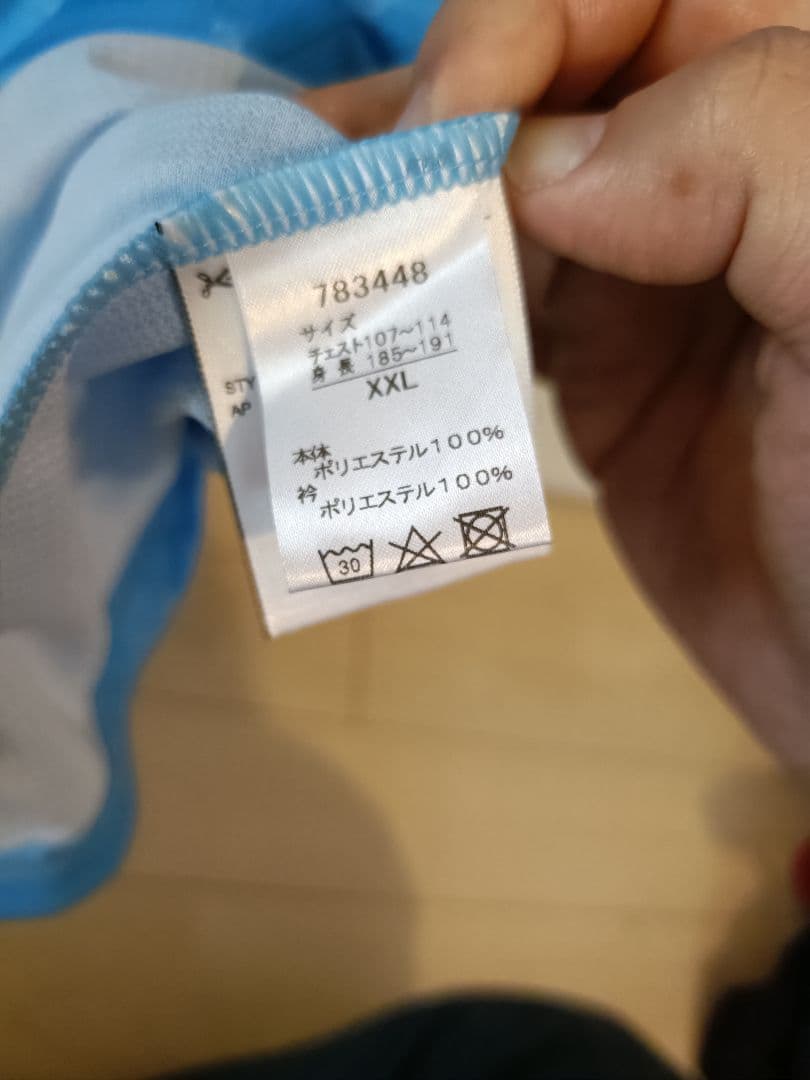 783448
サイズ
チェスト107～114
身長 185～191
XXL
STY
AP
本体
ポリエステル100%
衿
ポリエステル100%
30